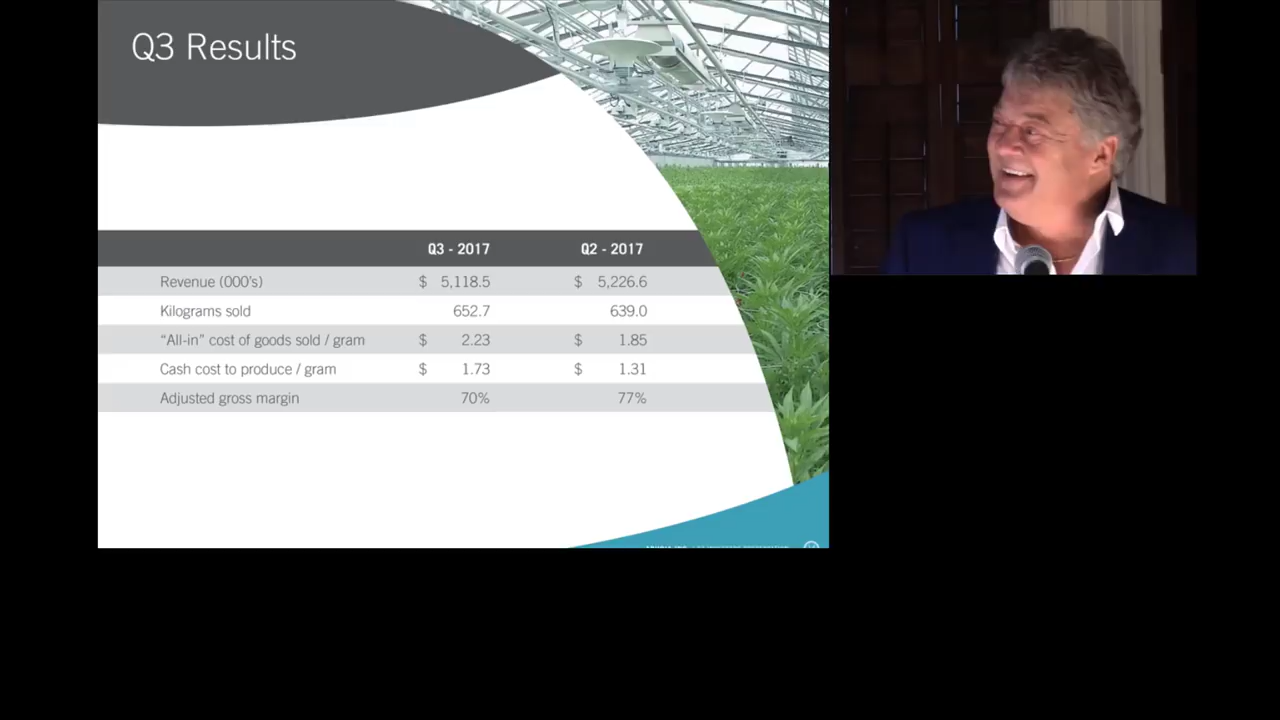 Q3 Results
Q3 - 2017 Q2 - 2017
Revenue (000's) $ 5,118.5 $ 5,226.6
Kilograms sold 652.7 639.0
“All-in” cost of goods sold / gram $ 2.23 $ 1.85
Cash cost to produce / gram $ 1.73 $ 1.31
Adjusted gross margin 70% 77%